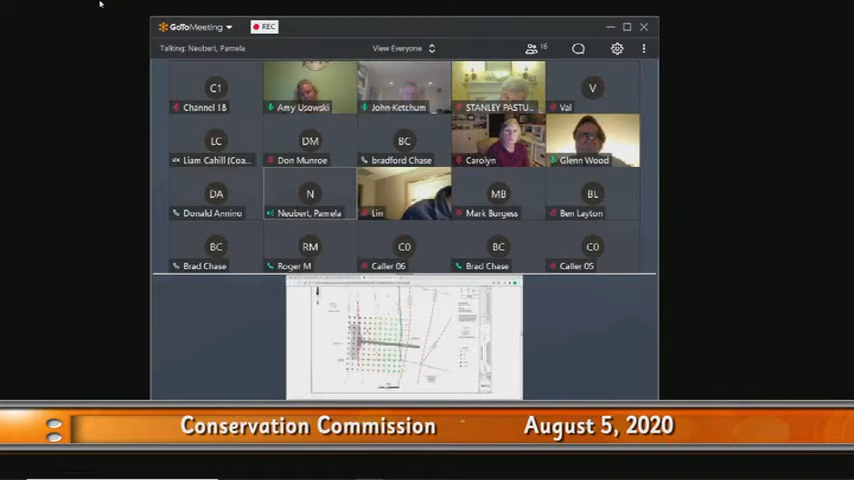 GoToMeeting
REC
Talking: Neubert, Pamela
View Everyone
16
C1
V
Channel 18
Amy Usowski
John Ketchum
STANLEY PASTU...
Val
LC
DM
BC
Liam Cahill (Coa...
Don Munroe
bradford Chase
Carolyn
Glenn Wood
DA
N
MB
BL
Donald Annino
Neubert, Pamela
Lin
Mark Burgess
Ben Layton
BC
RM
C0
BC
C0
Brad Chase
Roger M
Caller 06
Brad Chase
Caller 05
Conservation Commission August 5, 2020